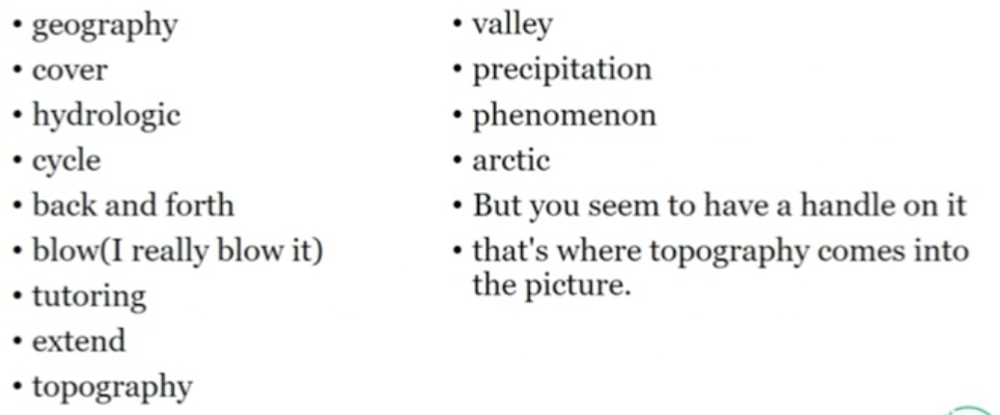 • geography
• cover
• hydrologic
• cycle
• back and forth
• blow(I really blow it)
• tutoring
• extend
• topography
• valley
• precipitation
• phenomenon
• arctic
• But you seem to have a handle on it
• that's where topography comes into
the picture.